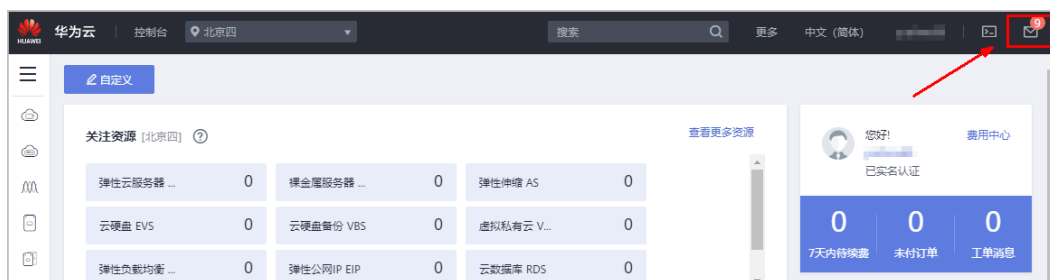 HUAWEI 华为云 控制台 北京四 搜索 更多 中文 (简体) 9
自定义
关注资源 [北京四] ? 查看更多资源
弹性云服务器 ... 0 裸金属服务器 ... 0 弹性伸缩 AS 0
云硬盘 EVS 0 云硬盘备份 VBS 0 虚拟私有云 V... 0
弹性负载均衡 ... 0 弹性公网IP EIP 0 云数据库 RDS 0
您好! 费用中心
已实名认证
0 0 0
7天内待续费 未付订单 工单消息